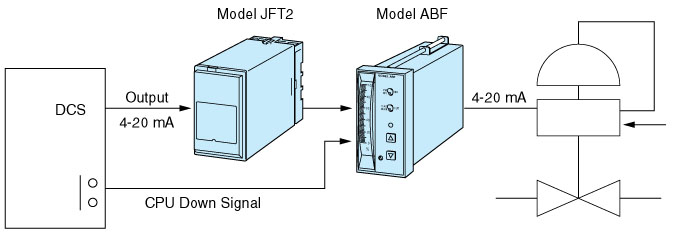 Model JFT2
Model ABF
DCS
Output
4-20 mA
4-20 mA
CPU Down Signal